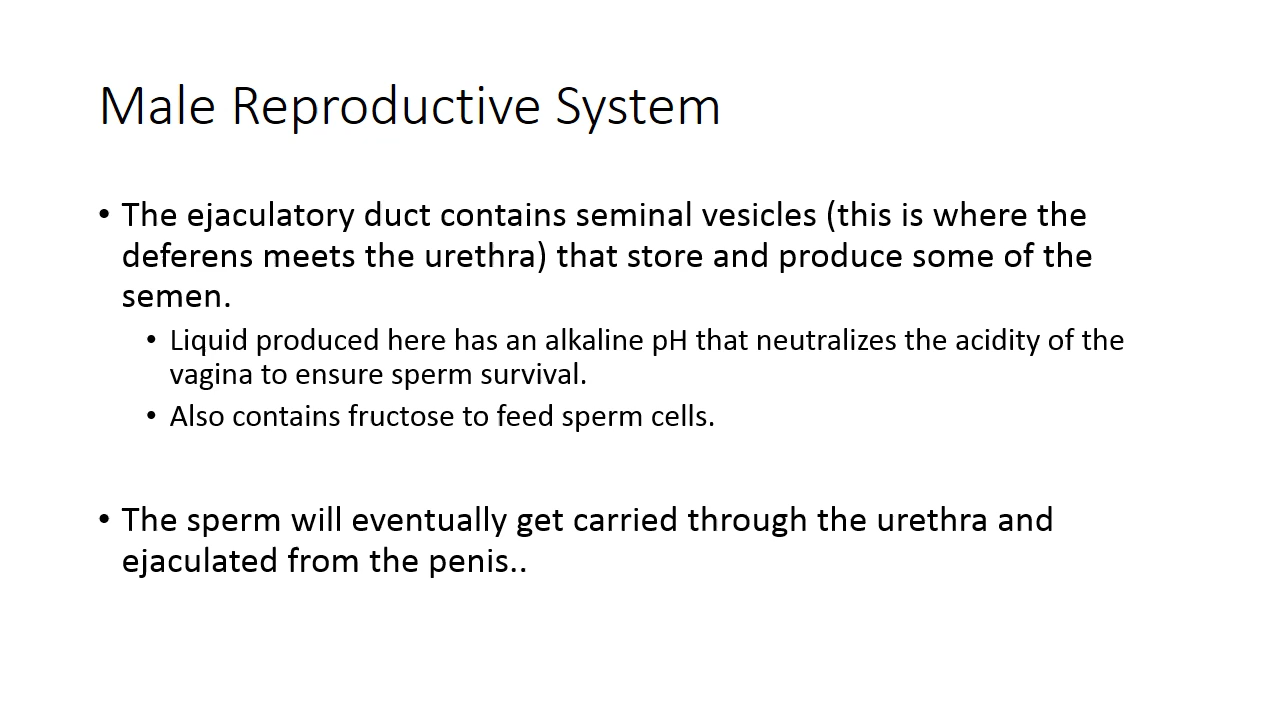 Male Reproductive System
• The ejaculatory duct contains seminal vesicles (this is where the
deferens meets the urethra) that store and produce some of the
semen.
• Liquid produced here has an alkaline pH that neutralizes the acidity of the
vagina to ensure sperm survival.
• Also contains fructose to feed sperm cells.
• The sperm will eventually get carried through the urethra and
ejaculated from the penis..